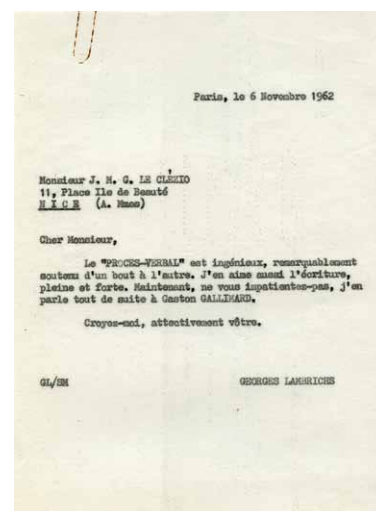 Paris, le 6 Novembre 1962
Monsieur J. M. G. LE CLÉZIO
11, Place Ile de Beauté
NICE (A. Mmes)
Cher Monsieur,
Le "PROCES-VERBAL" est ingénieux, remarquablement
soutenu d'un bout à l'autre. J'en aime aussi l'écriture,
pleine et forte. Maintenant, ne vous impatientez-pas, j'en
parle tout de suite à Gaston GALLIMARD.
Croyez-moi, attentivement vôtre.
GL/SM GEORGES LAMBRICHS